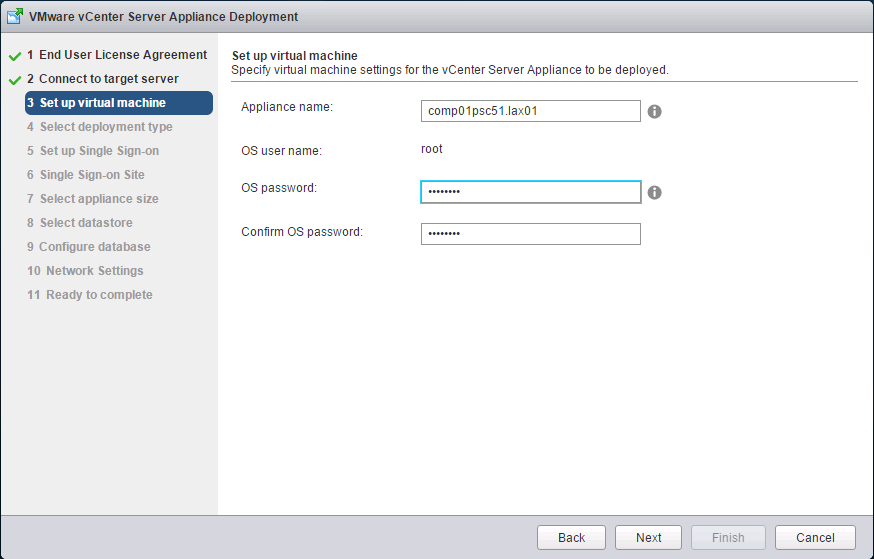 VMware vCenter Server Appliance Deployment
1 End User License Agreement
2 Connect to target server
3 Set up virtual machine
4 Select deployment type
5 Set up Single Sign-on
6 Single Sign-on Site
7 Select appliance size
8 Select datastore
9 Configure database
10 Network Settings
11 Ready to complete
Set up virtual machine
Specify virtual machine settings for the vCenter Server Appliance to be deployed.
Appliance name: comp01psc51.lax01
OS user name: root
OS password: ••••••••
Confirm OS password: ••••••••
Back Next Finish Cancel